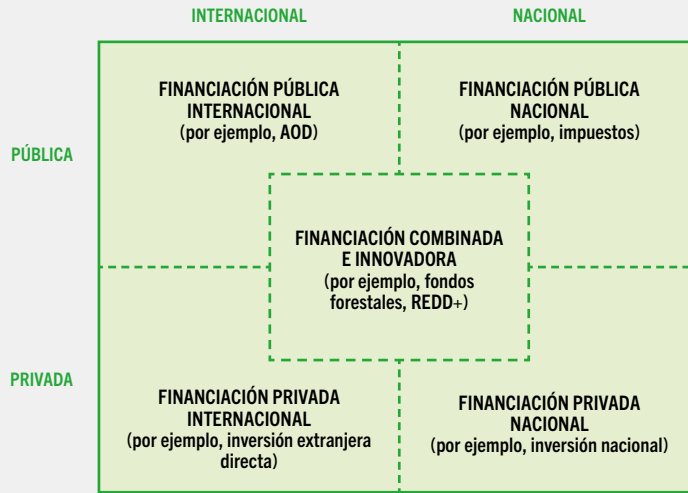 INTERNACIONAL
NACIONAL
PÚBLICA
FINANCIACIÓN PÚBLICA
INTERNACIONAL
(por ejemplo, AOD)
FINANCIACIÓN PÚBLICA
NACIONAL
(por ejemplo, impuestos)
FINANCIACIÓN COMBINADA
E INNOVADORA
(por ejemplo, fondos
forestales, REDD+)
PRIVADA
FINANCIACIÓN PRIVADA
INTERNACIONAL
(por ejemplo, inversión extranjera
directa)
FINANCIACIÓN PRIVADA
NACIONAL
(por ejemplo, inversión nacional)